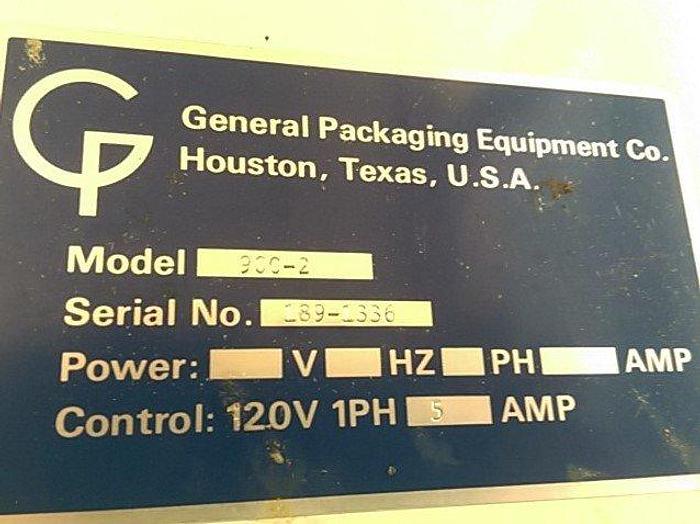 GP
General Packaging Equipment Co.
Houston, Texas, U.S.A.
Model 900-2
Serial No. 189-1336
Power: V HZ PH AMP
Control: 120V 1PH 5 AMP